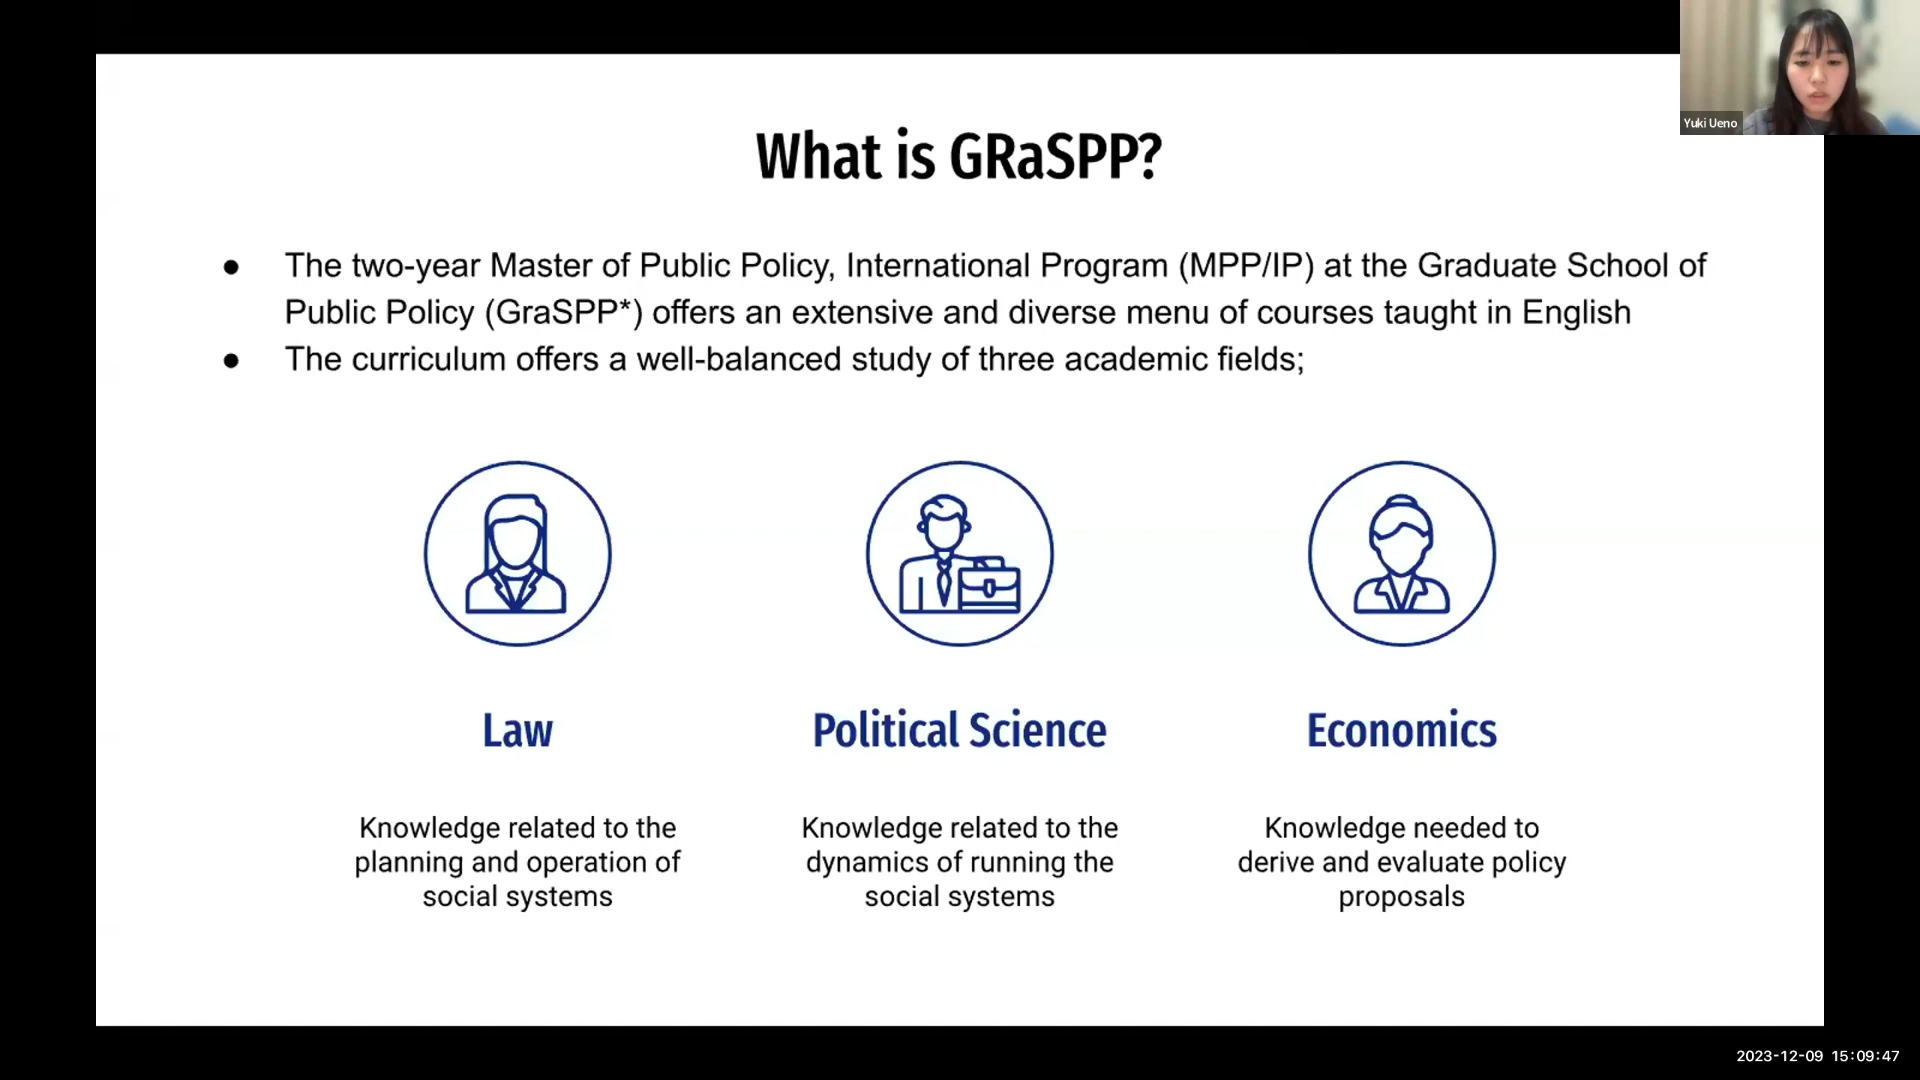 Yuki Ueno
What is GRaSPP?
● The two-year Master of Public Policy, International Program (MPP/IP) at the Graduate School of
Public Policy (GraSPP*) offers an extensive and diverse menu of courses taught in English
● The curriculum offers a well-balanced study of three academic fields;
Law
Knowledge related to the
planning and operation of
social systems
Political Science
Knowledge related to the
dynamics of running the
social systems
Economics
Knowledge needed to
derive and evaluate policy
proposals
2023-12-09 15:09:47